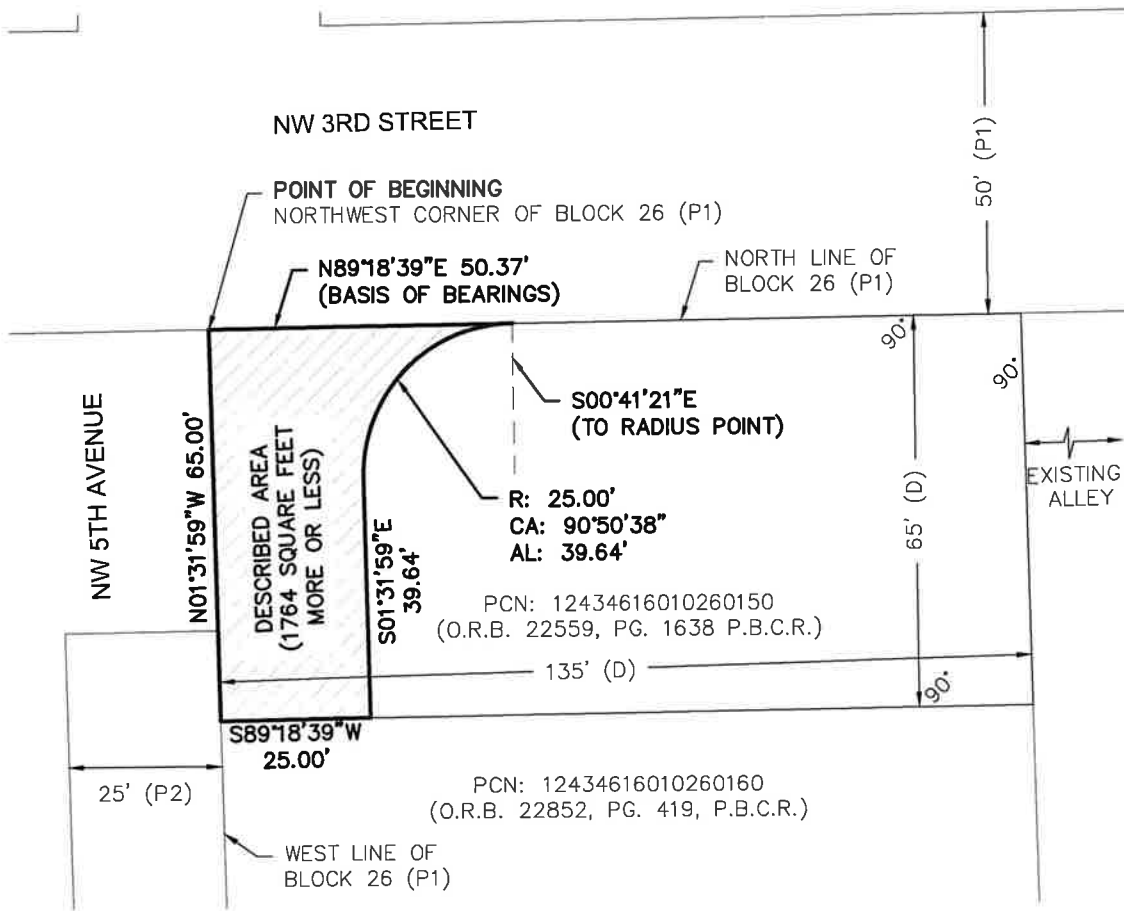 NW 3RD STREET
50' (P1)
POINT OF BEGINNING
NORTHWEST CORNER OF BLOCK 26 (P1)
N89°18'39"E 50.37'
(BASIS OF BEARINGS)
NORTH LINE OF
BLOCK 26 (P1)
90°
90°
S00°41'21"E
(TO RADIUS POINT)
NW 5TH AVENUE
N01°31'59"W 65.00'
DESCRIBED AREA
(1764 SQUARE FEET
MORE OR LESS)
S01°31'59"E
39.64'
R: 25.00'
CA: 90°50'38"
AL: 39.64'
65' (D)
EXISTING
ALLEY
PCN: 12434616010260150
(O.R.B. 22559, PG. 1638 P.B.C.R.)
135' (D)
90°
S89°18'39"W
25.00'
25' (P2)
PCN: 12434616010260160
(O.R.B. 22852, PG. 419, P.B.C.R.)
WEST LINE OF
BLOCK 26 (P1)